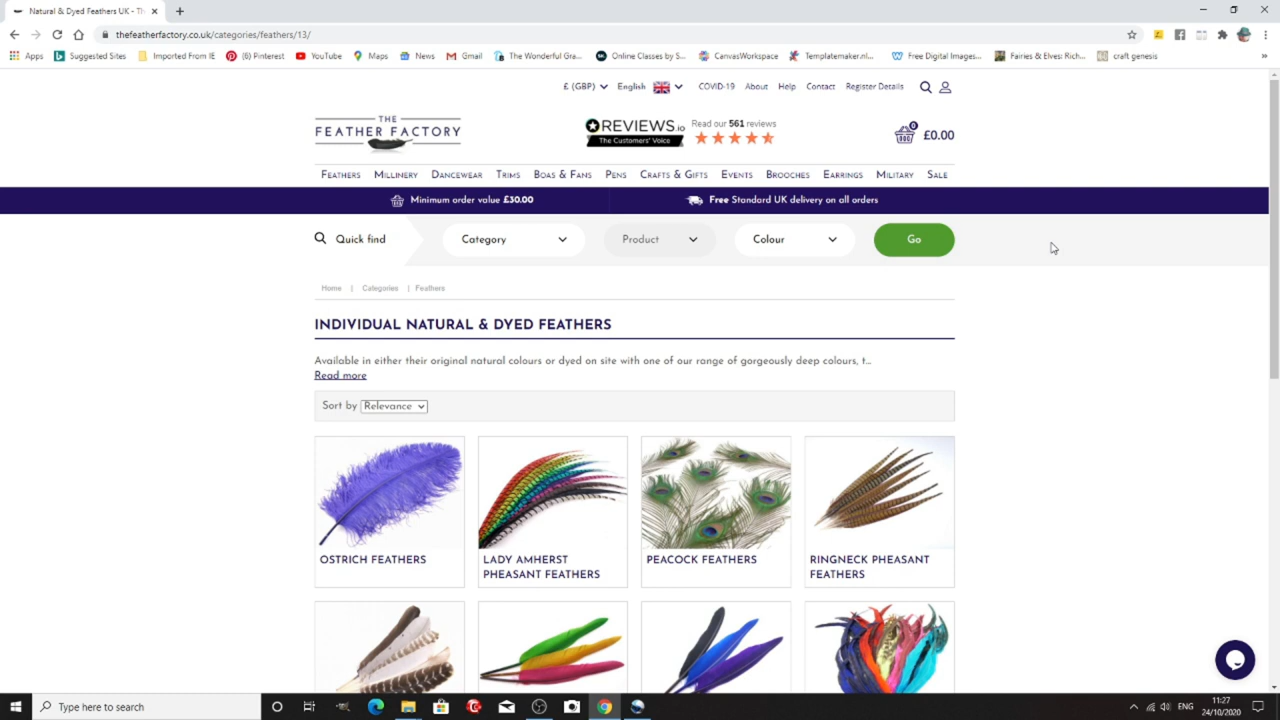 Natural & Dyed Feathers UK - Th
thefeatherfactory.co.uk/categories/feathers/13/
Apps Suggested Sites Imported From IE (6) Pinterest YouTube Maps News Gmail The Wonderful Gra... Online Classes by S... CanvasWorkspace Templatemaker.nl... Free Digital Images... Fairies & Elves: Rich... craft genesis
£ (GBP) English COVID-19 About Help Contact Register Details
THE
FEATHER FACTORY
REVIEWS.io
The Customers' Voice
Read our 561 reviews
0
£0.00
FEATHERS MILLINERY DANCEWEAR TRIMS BOAS & FANS PENS CRAFTS & GIFTS EVENTS BROOCHES EARRINGS MILITARY SALE
Minimum order value £30.00 Free Standard UK delivery on all orders
Quick find Category Product Colour Go
Home | Categories | Feathers
INDIVIDUAL NATURAL & DYED FEATHERS
Available in either their original natural colours or dyed on site with one of our range of gorgeously deep colours, t...
Read more
Sort by Relevance
OSTRICH FEATHERS
LADY AMHERST
PHEASANT FEATHERS
PEACOCK FEATHERS
RINGNECK PHEASANT
FEATHERS
Type here to search
ENG
11:27
24/10/2020